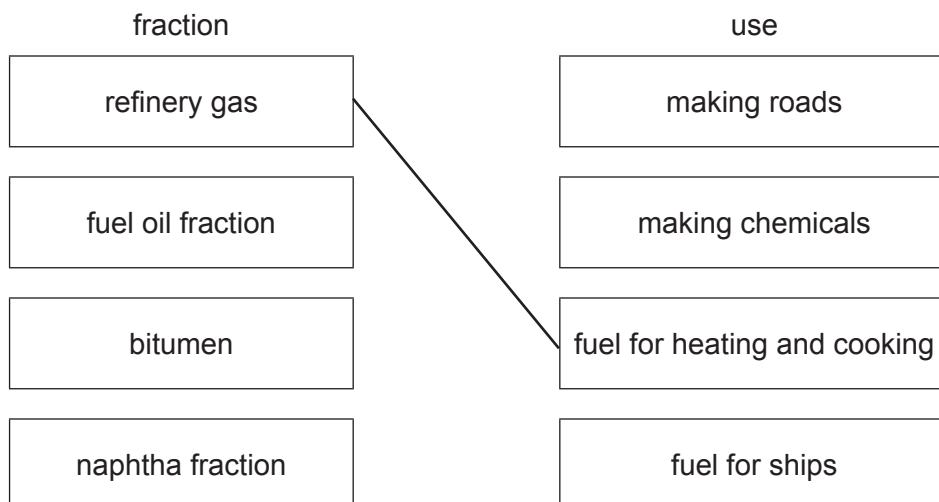 fraction use
refinery gas making roads
fuel oil fraction making chemicals
bitumen fuel for heating and cooking
naphtha fraction fuel for ships